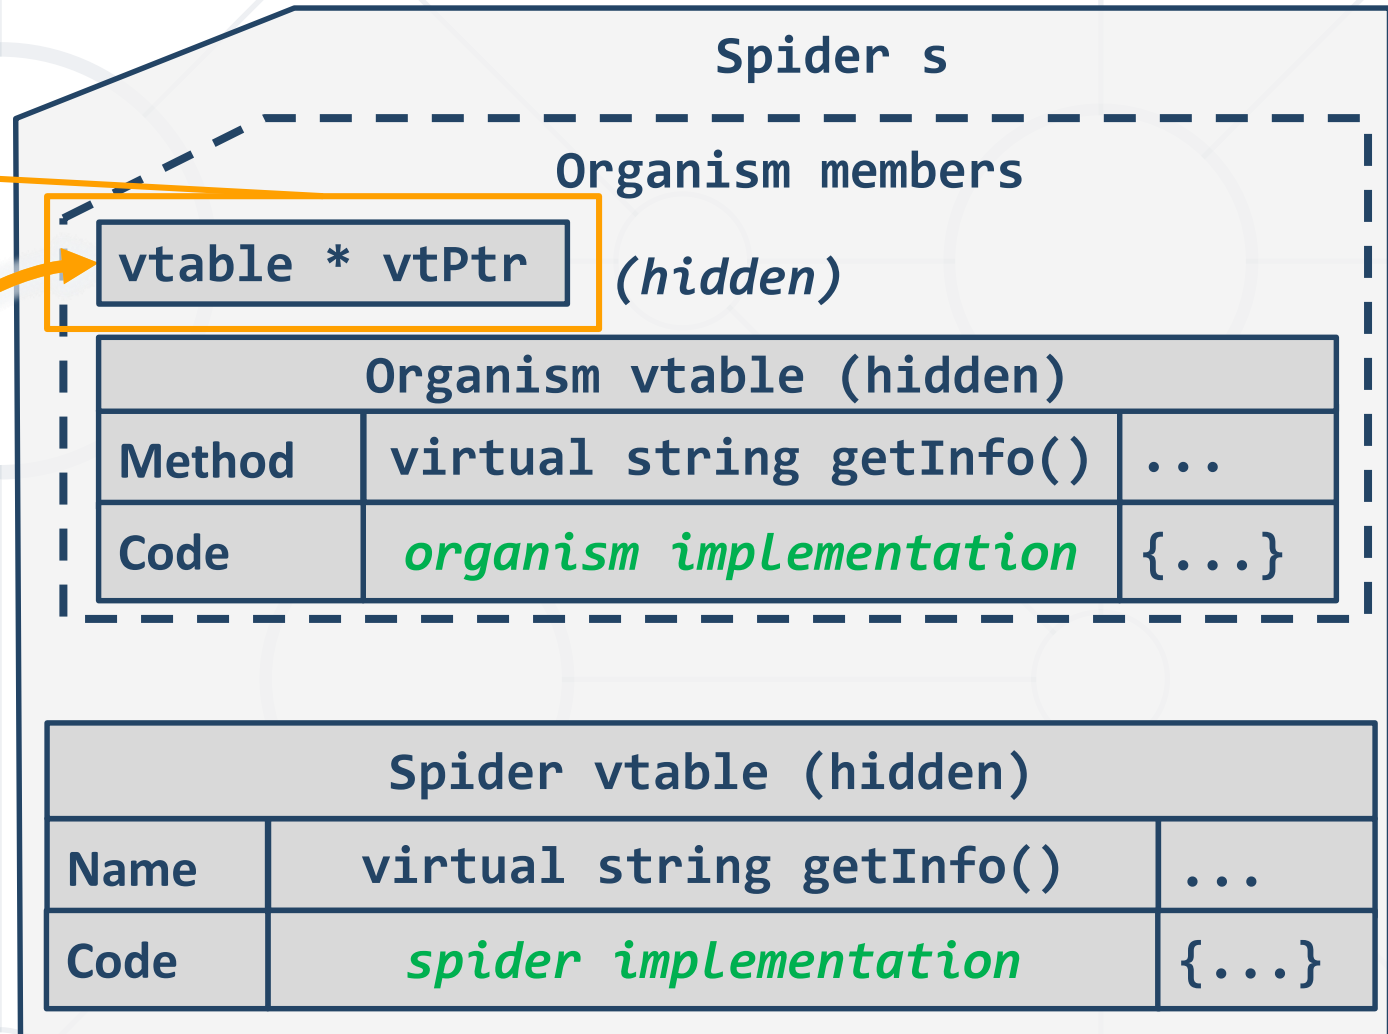 Spider s
Organism members
vtable * vtPtr (hidden)
Organism vtable (hidden)
Method virtual string getInfo() ...
Code organism implementation {...}
Spider vtable (hidden)
Name virtual string getInfo() ...
Code spider implementation {...}